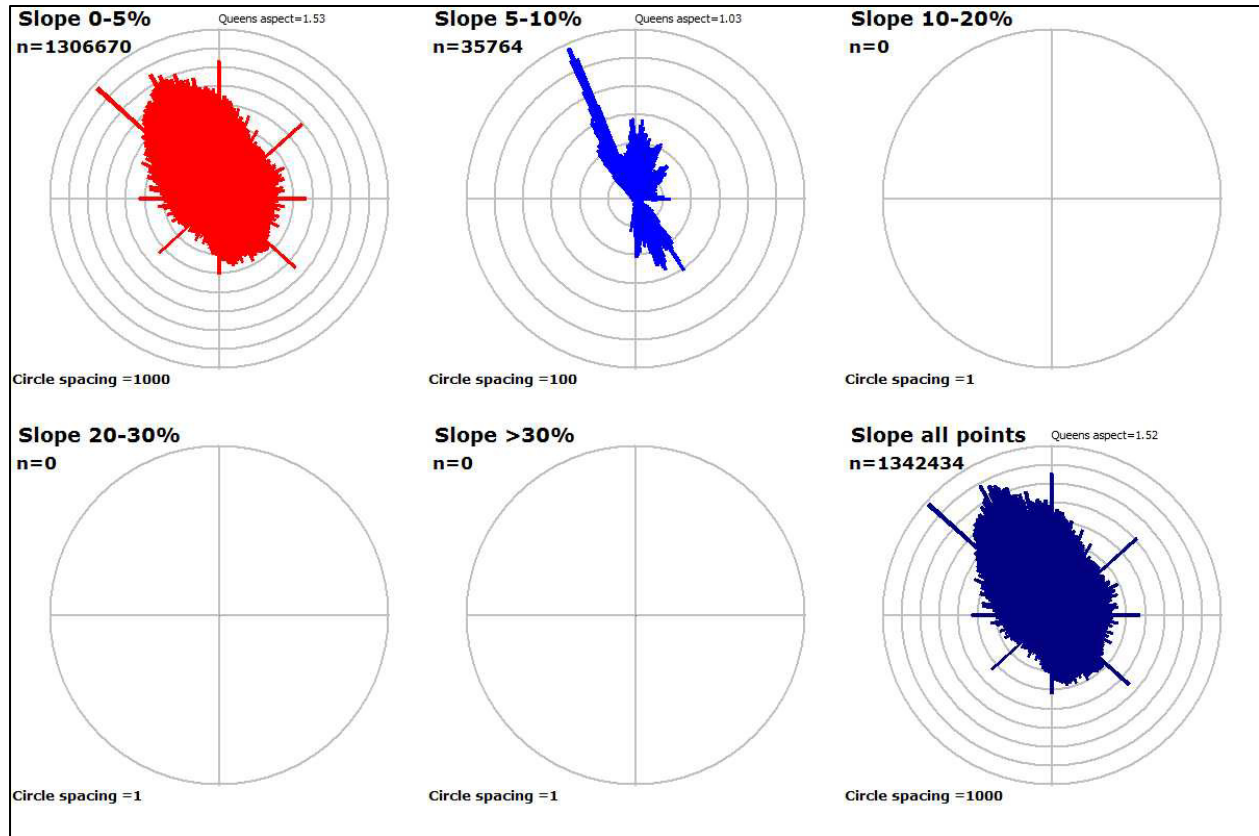 Slope 0-5%
Queens aspect=1.53
n=1306670
Circle spacing =1000
Slope 5-10%
Queens aspect=1.03
n=35764
Circle spacing =100
Slope 10-20%
n=0
Circle spacing =1
Slope 20-30%
n=0
Circle spacing =1
Slope >30%
n=0
Circle spacing =1
Slope all points
Queens aspect=1.52
n=1342434
Circle spacing =1000